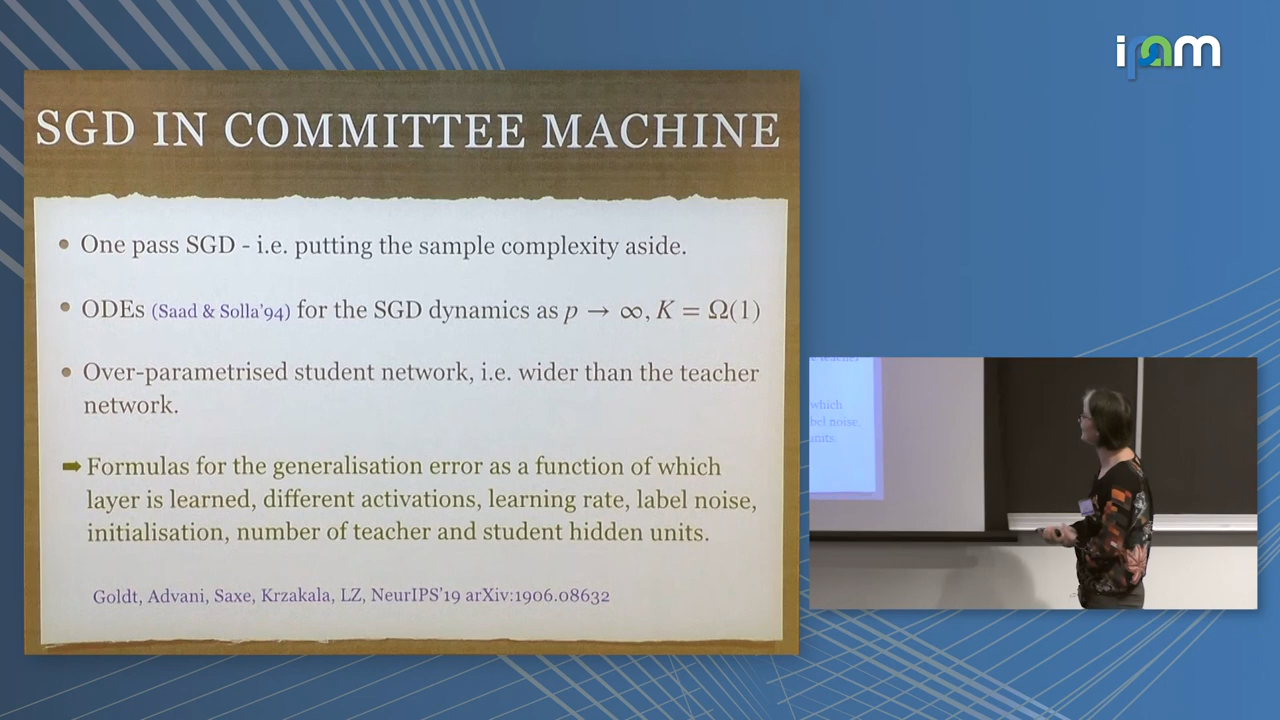 ipam
SGD IN COMMITTEE MACHINE
• One pass SGD - i.e. putting the sample complexity aside.
• ODEs (Saad & Solla'94) for the SGD dynamics as p → ∞, K = Ω(1)
• Over-parametrised student network, i.e. wider than the teacher
network.
➡ Formulas for the generalisation error as a function of which
layer is learned, different activations, learning rate, label noise,
initialisation, number of teacher and student hidden units.
Goldt, Advani, Saxe, Krzakala, LZ, NeurIPS'19 arXiv:1906.08632
which
bel noise,
units